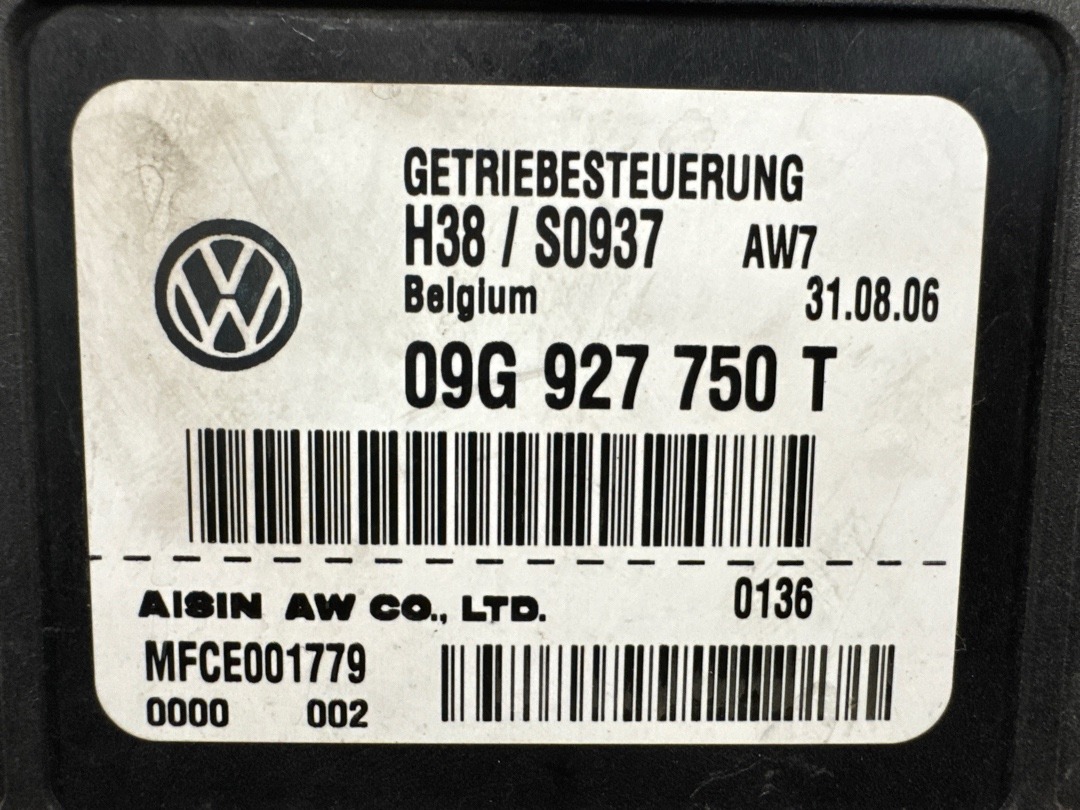 GETRIEBESTEUERUNG
H38 / S0937 AW7
Belgium 31.08.06
09G 927 750 T
AISIN AW CO., LTD. 0136
MFCE001779
0000 002